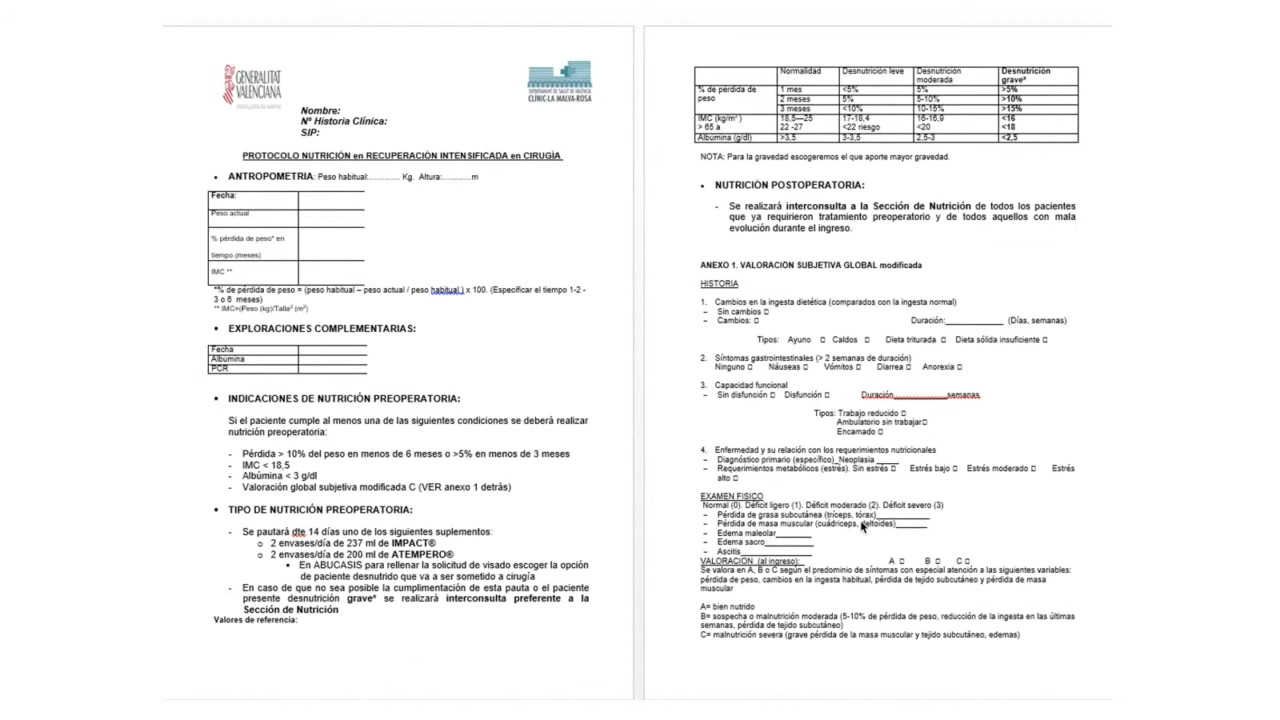 GENERALITAT
VALENCIANA
DEPARTAMENT DE SALUT DE VALÈNCIA
CLÍNIC-LA MALVA-ROSA
Nombre:
Nº Historia Clínica:
SIP:
PROTOCOLO NUTRICIÓN en RECUPERACIÓN INTENSIFICADA en CIRUGÍA
• ANTROPOMETRIA: Peso habitual:............. Kg. Altura:...........m
Fecha:
Peso actual
% pérdida de peso* en
tiempo (meses)
IMC **
*% de pérdida de peso = (peso habitual – peso actual / peso habitual ) x 100. (Especificar el tiempo 1-2 -
3 o 6 meses)
** IMC=(Peso (kg)/Talla² (m²)
• EXPLORACIONES COMPLEMENTARIAS:
Fecha
Albúmina
PCR
• INDICACIONES DE NUTRICIÓN PREOPERATORIA:
Si el paciente cumple al menos una de las siguientes condiciones se deberá realizar
nutrición preoperatoria:
- Pérdida > 10% del peso en menos de 6 meses o >5% en menos de 3 meses
- IMC < 18,5
- Albúmina < 3 g/dl
- Valoración global subjetiva modificada C (VER anexo 1 detrás)
• TIPO DE NUTRICIÓN PREOPERATORIA:
- Se pautará dte 14 días uno de los siguientes suplementos:
o 2 envases/día de 237 ml de IMPACT®
o 2 envases/día de 200 ml de ATEMPERO®
▪ En ABUCASIS para rellenar la solicitud de visado escoger la opción
de paciente desnutrido que va a ser sometido a cirugía
- En caso de que no sea posible la cumplimentación de esta pauta o el paciente
presente desnutrición grave* se realizará interconsulta preferente a la
Sección de Nutrición
Valores de referencia:
Normalidad Desnutrición leve Desnutrición moderada Desnutrición grave*
% de pérdida de peso 1 mes <5% 5% >5%
2 meses 5% 5-10% >10%
3 meses <10% 10-15% >15%
IMC (kg/m²) 18,5—25 17-18,4 16-16,9 <16
> 65 a 22 -27 <22 riesgo <20 <18
Albúmina (g/dl) >3,5 3-3,5 2,5-3 <2,5
NOTA: Para la gravedad escogeremos el que aporte mayor gravedad.
• NUTRICIÓN POSTOPERATORIA:
- Se realizará interconsulta a la Sección de Nutrición de todos los pacientes
que ya requirieron tratamiento preoperatorio y de todos aquellos con mala
evolución durante el ingreso.
ANEXO 1. VALORACIÓN SUBJETIVA GLOBAL modificada
HISTORIA
1. Cambios en la ingesta dietética (comparados con la ingesta normal)
– Sin cambios □
– Cambios: □ Duración:____________ (Días, semanas)
Tipos: Ayuno □ Caldos □ Dieta triturada □ Dieta sólida insuficiente □
2. Síntomas gastrointestinales (> 2 semanas de duración)
Ninguno □ Náuseas □ Vómitos □ Diarrea □ Anorexia □
3. Capacidad funcional
– Sin disfunción □ Disfunción □ Duración____________semanas
Tipos: Trabajo reducido □
Ambulatorio sin trabajar□
Encamado □
4. Enfermedad y su relación con los requerimientos nutricionales
– Diagnóstico primario (específico)_Neoplasia_____
– Requerimientos metabólicos (estrés). Sin estrés □ Estrés bajo □ Estrés moderado □ Estrés
alto □
EXAMEN FISICO
Normal (0). Déficit ligero (1). Déficit moderado (2). Déficit severo (3)
– Pérdida de grasa subcutánea (tríceps, tórax)____________
– Pérdida de masa muscular (cuádriceps, deltoides)_______
– Edema maleolar________
– Edema sacro___________
– Ascitis________________
VALORACIÓN (al ingreso): A □ B □ C□
Se valora en A, B o C según el predominio de síntomas con especial atención a las siguientes variables:
pérdida de peso, cambios en la ingesta habitual, pérdida de tejido subcutáneo y pérdida de masa
muscular
A= bien nutrido
B= sospecha o malnutrición moderada (5-10% de pérdida de peso, reducción de la ingesta en las últimas
semanas, pérdida de tejido subcutáneo)
C= malnutrición severa (grave pérdida de la masa muscular y tejido subcutáneo, edemas)